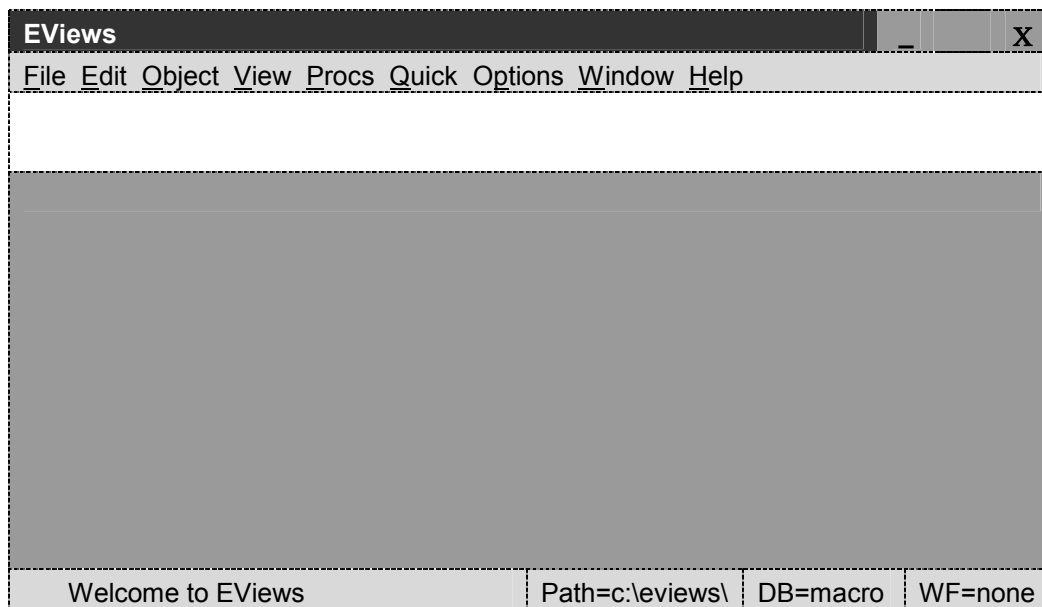 EViews _ X
File Edit Object View Procs Quick Options Window Help
Welcome to EViews Path=c:\eviews\ DB=macro WF=none